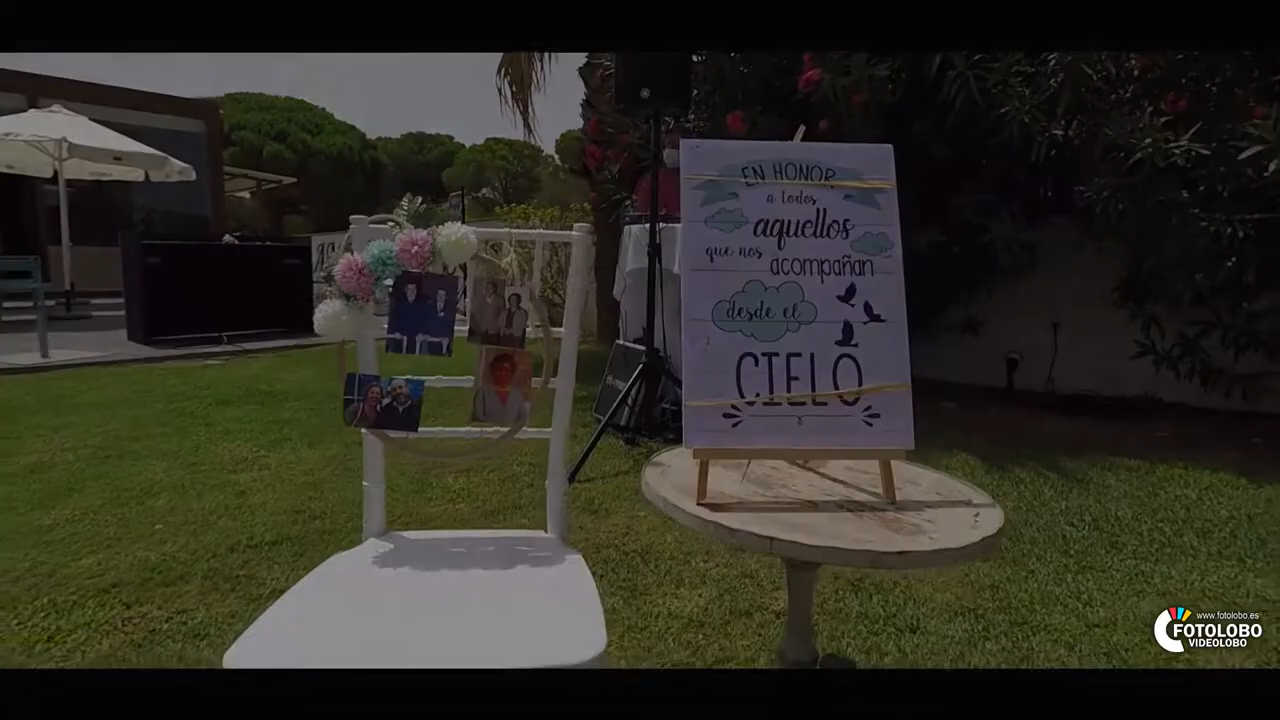 EN HONOR
a todos
aquellos
que nos
acompañan
desde el
CIELO
www.fotolobo.es
FOTOLOBO
VIDEOLOBO